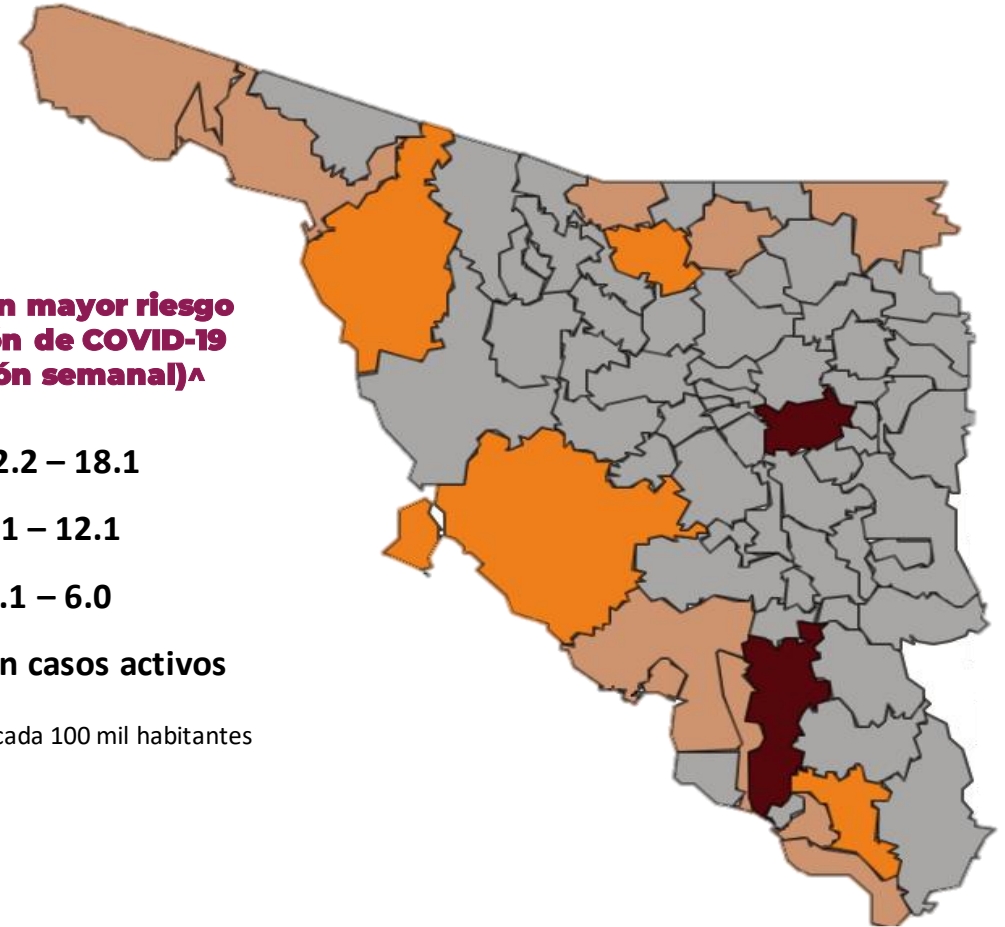 n mayor riesgo
ón de COVID-19
ón semanal)^
2.2 – 18.1
1 – 12.1
.1 – 6.0
n casos activos
cada 100 mil habitantes